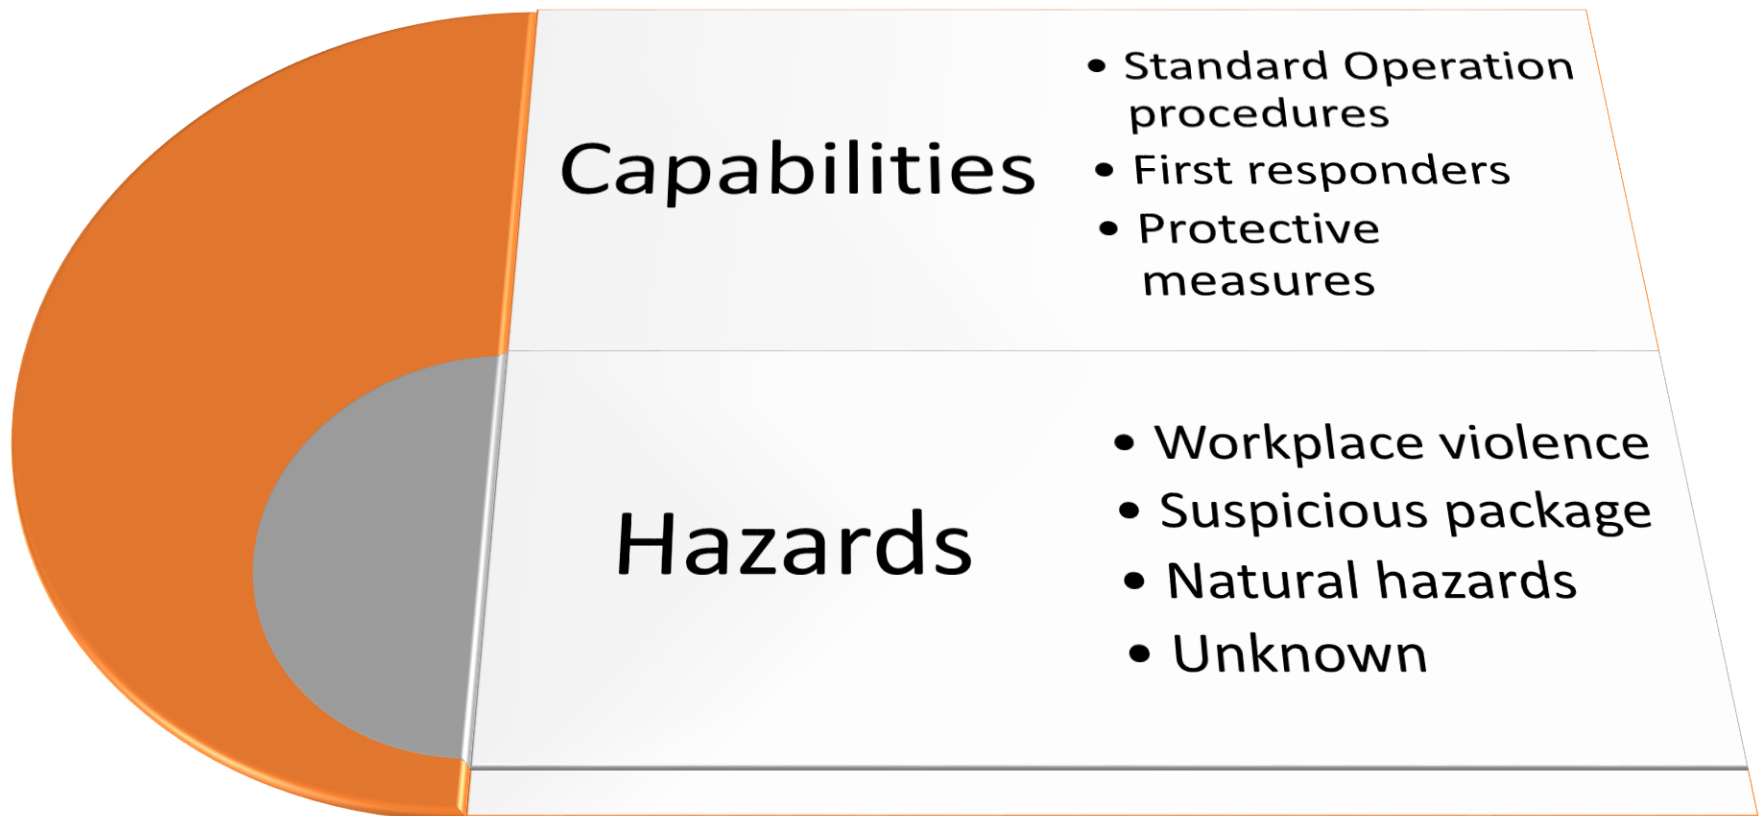 Capabilities
• Standard Operation
procedures
• First responders
• Protective
measures
Hazards
• Workplace violence
• Suspicious package
• Natural hazards
• Unknown